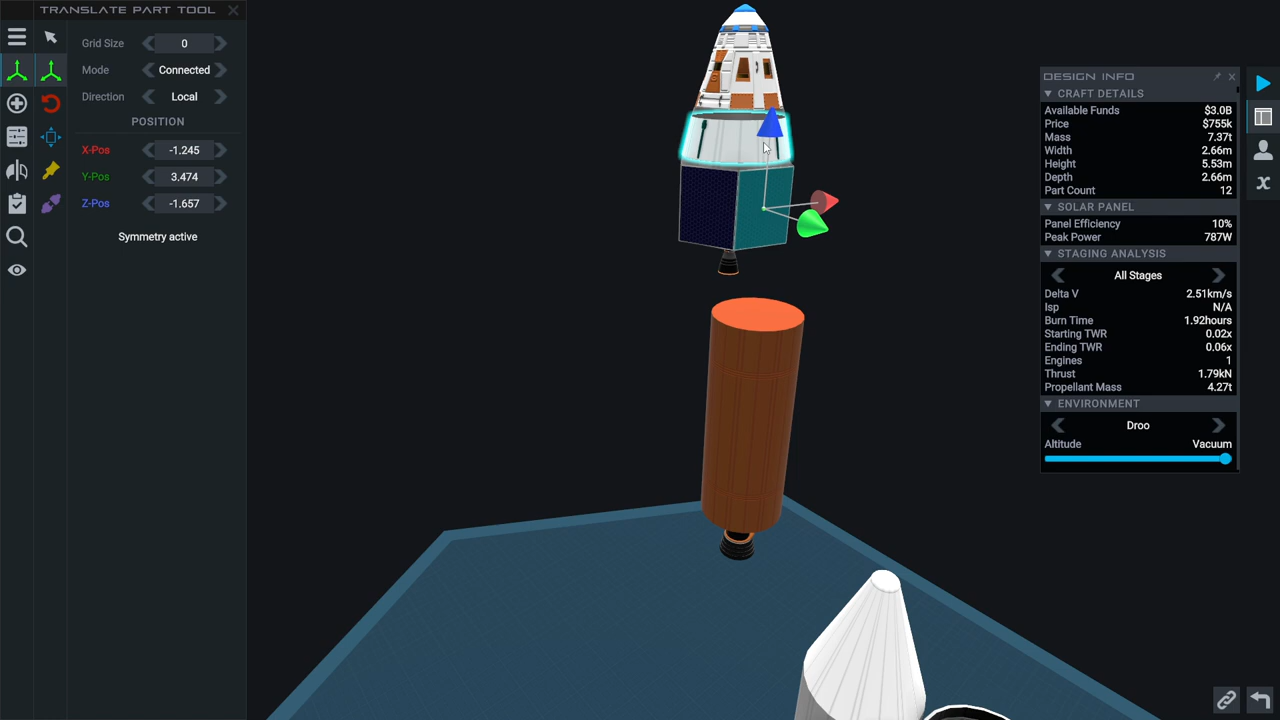 TRANSLATE PART TOOL
Grid Size 0
Mode Connected
Direction Local
POSITION
X-Pos -1.245
Y-Pos 3.474
Z-Pos -1.657
Symmetry active
DESIGN INFO
CRAFT DETAILS
Available Funds $3.0B
Price $755k
Mass 7.37t
Width 2.66m
Height 5.53m
Depth 2.66m
Part Count 12
SOLAR PANEL
Panel Efficiency 10%
Peak Power 787W
STAGING ANALYSIS
All Stages
Delta V 2.51km/s
Isp N/A
Burn Time 1.92hours
Starting TWR 0.02x
Ending TWR 0.06x
Engines 1
Thrust 1.79kN
Propellant Mass 4.27t
ENVIRONMENT
Droo
Altitude Vacuum